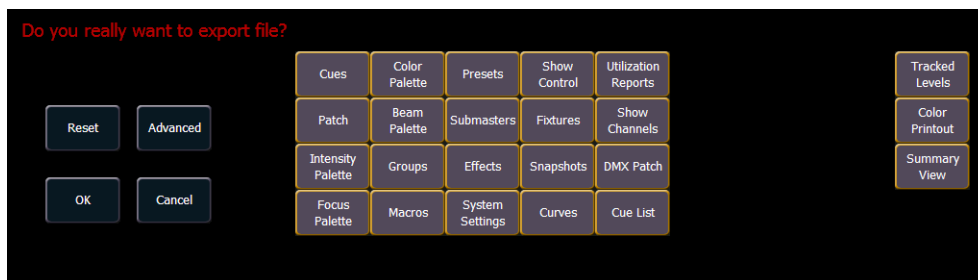 Do you really want to export file?
Cues
Color
Palette
Presets
Show
Control
Utilization
Reports
Tracked
Levels
Reset
Advanced
Patch
Beam
Palette
Submasters
Fixtures
Show
Channels
Color
Printout
Intensity
Palette
Groups
Effects
Snapshots
DMX Patch
Summary
View
OK
Cancel
Focus
Palette
Macros
System
Settings
Curves
Cue List